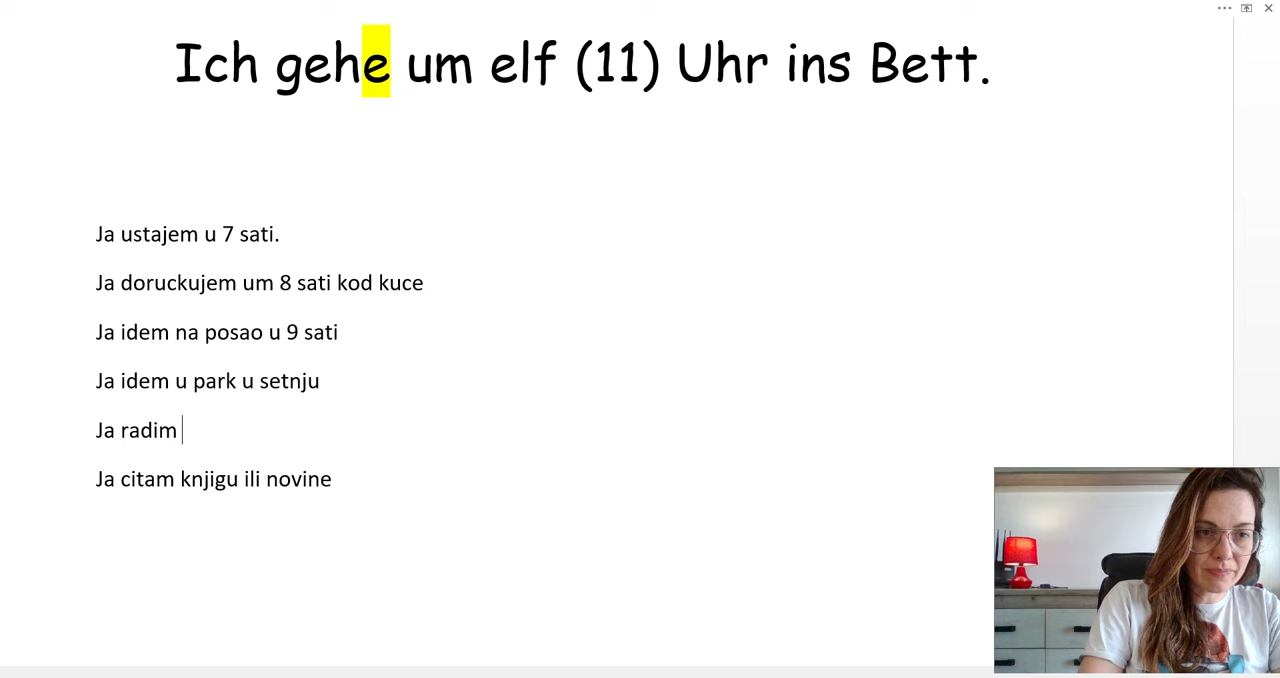 Ich gehe um elf (11) Uhr ins Bett.
Ja ustajem u 7 sati.
Ja doruckujem um 8 sati kod kuce
Ja idem na posao u 9 sati
Ja idem u park u setnju
Ja radim
Ja citam knjigu ili novine